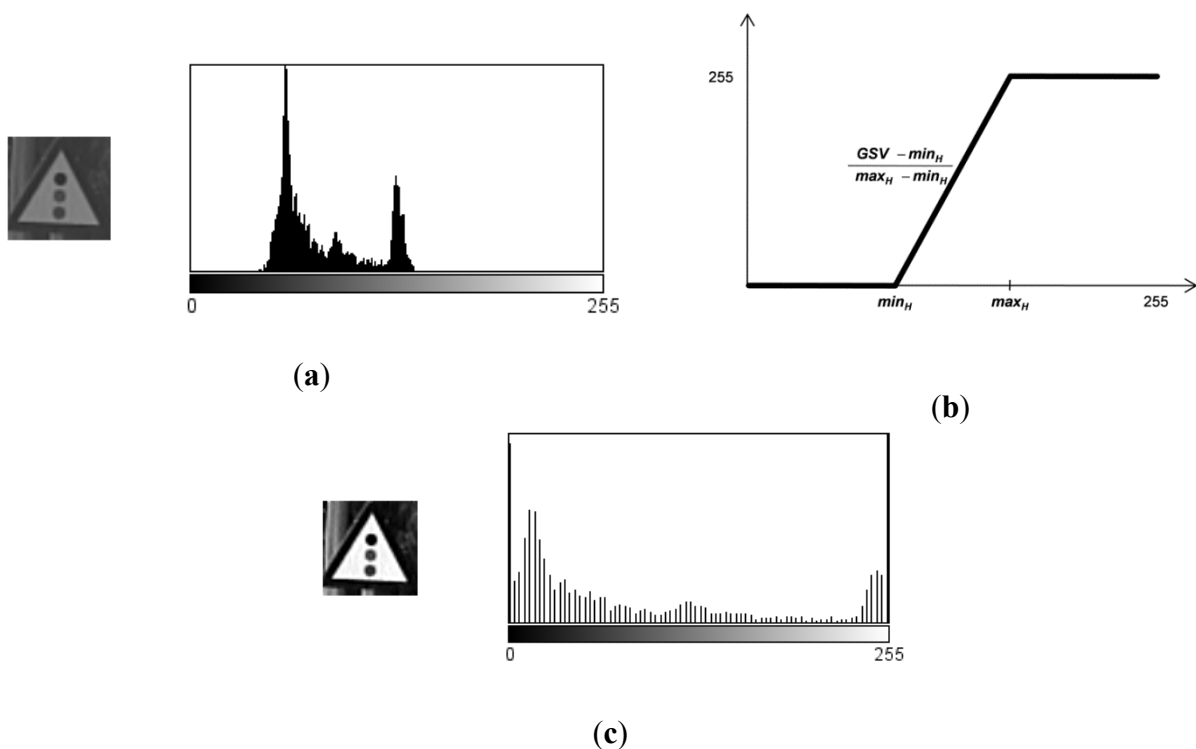 0 255
(a)
255
GSV – min_H
max_H – min_H
min_H max_H 255
(b)
0 255
(c)